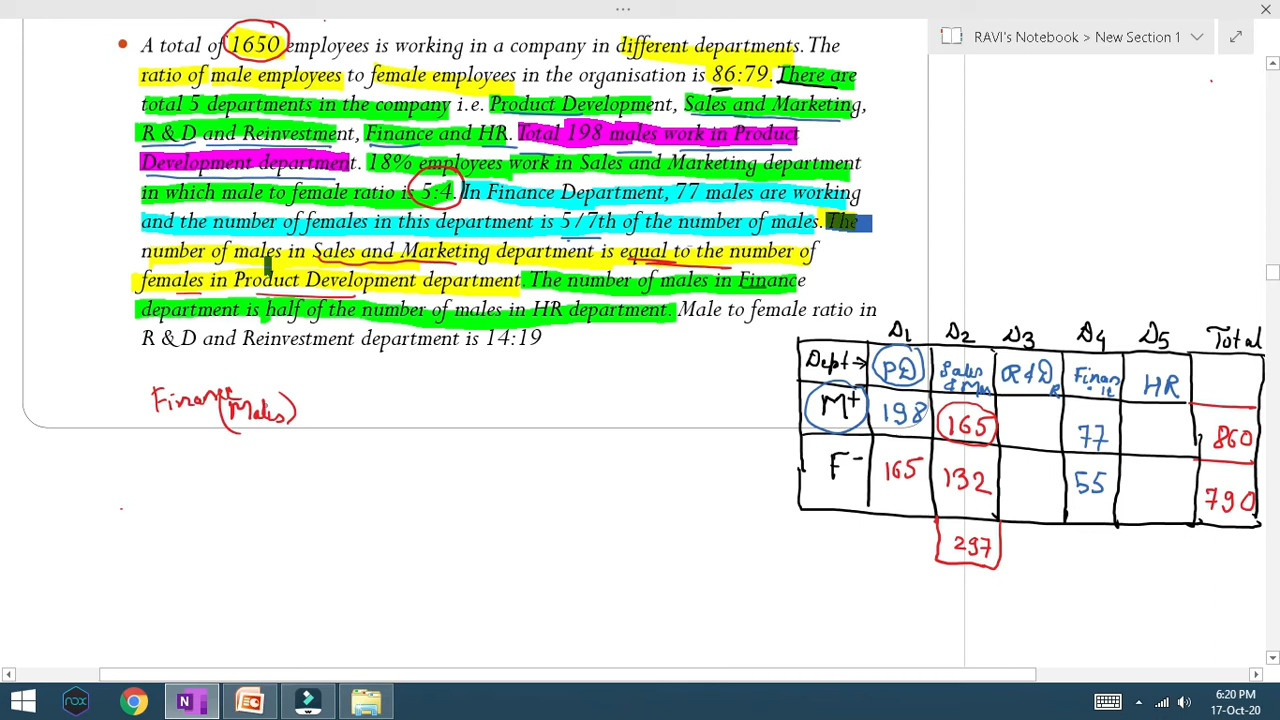 RAVI's Notebook > New Section 1
• A total of 1650 employees is working in a company in different departments. The
ratio of male employees to female employees in the organisation is 86:79. There are
total 5 departments in the company i.e. Product Development, Sales and Marketing,
R & D and Reinvestment, Finance and HR. Total 198 males work in Product
Development department. 18% employees work in Sales and Marketing department
in which male to female ratio is 5:4. In Finance Department, 77 males are working
and the number of females in this department is 5/7th of the number of males. The
number of males in Sales and Marketing department is equal to the number of
females in Product Development department. The number of males in Finance
department is half of the number of males in HR department. Male to female ratio in
R & D and Reinvestment department is 14:19
Finance (Males)
D1 D2 D3 D4 D5 Total
Dept→ PD Sales & R & D HR
M+ 198 165 77 860
F- 165 132 55 790
297
6:20 PM
17-Oct-20